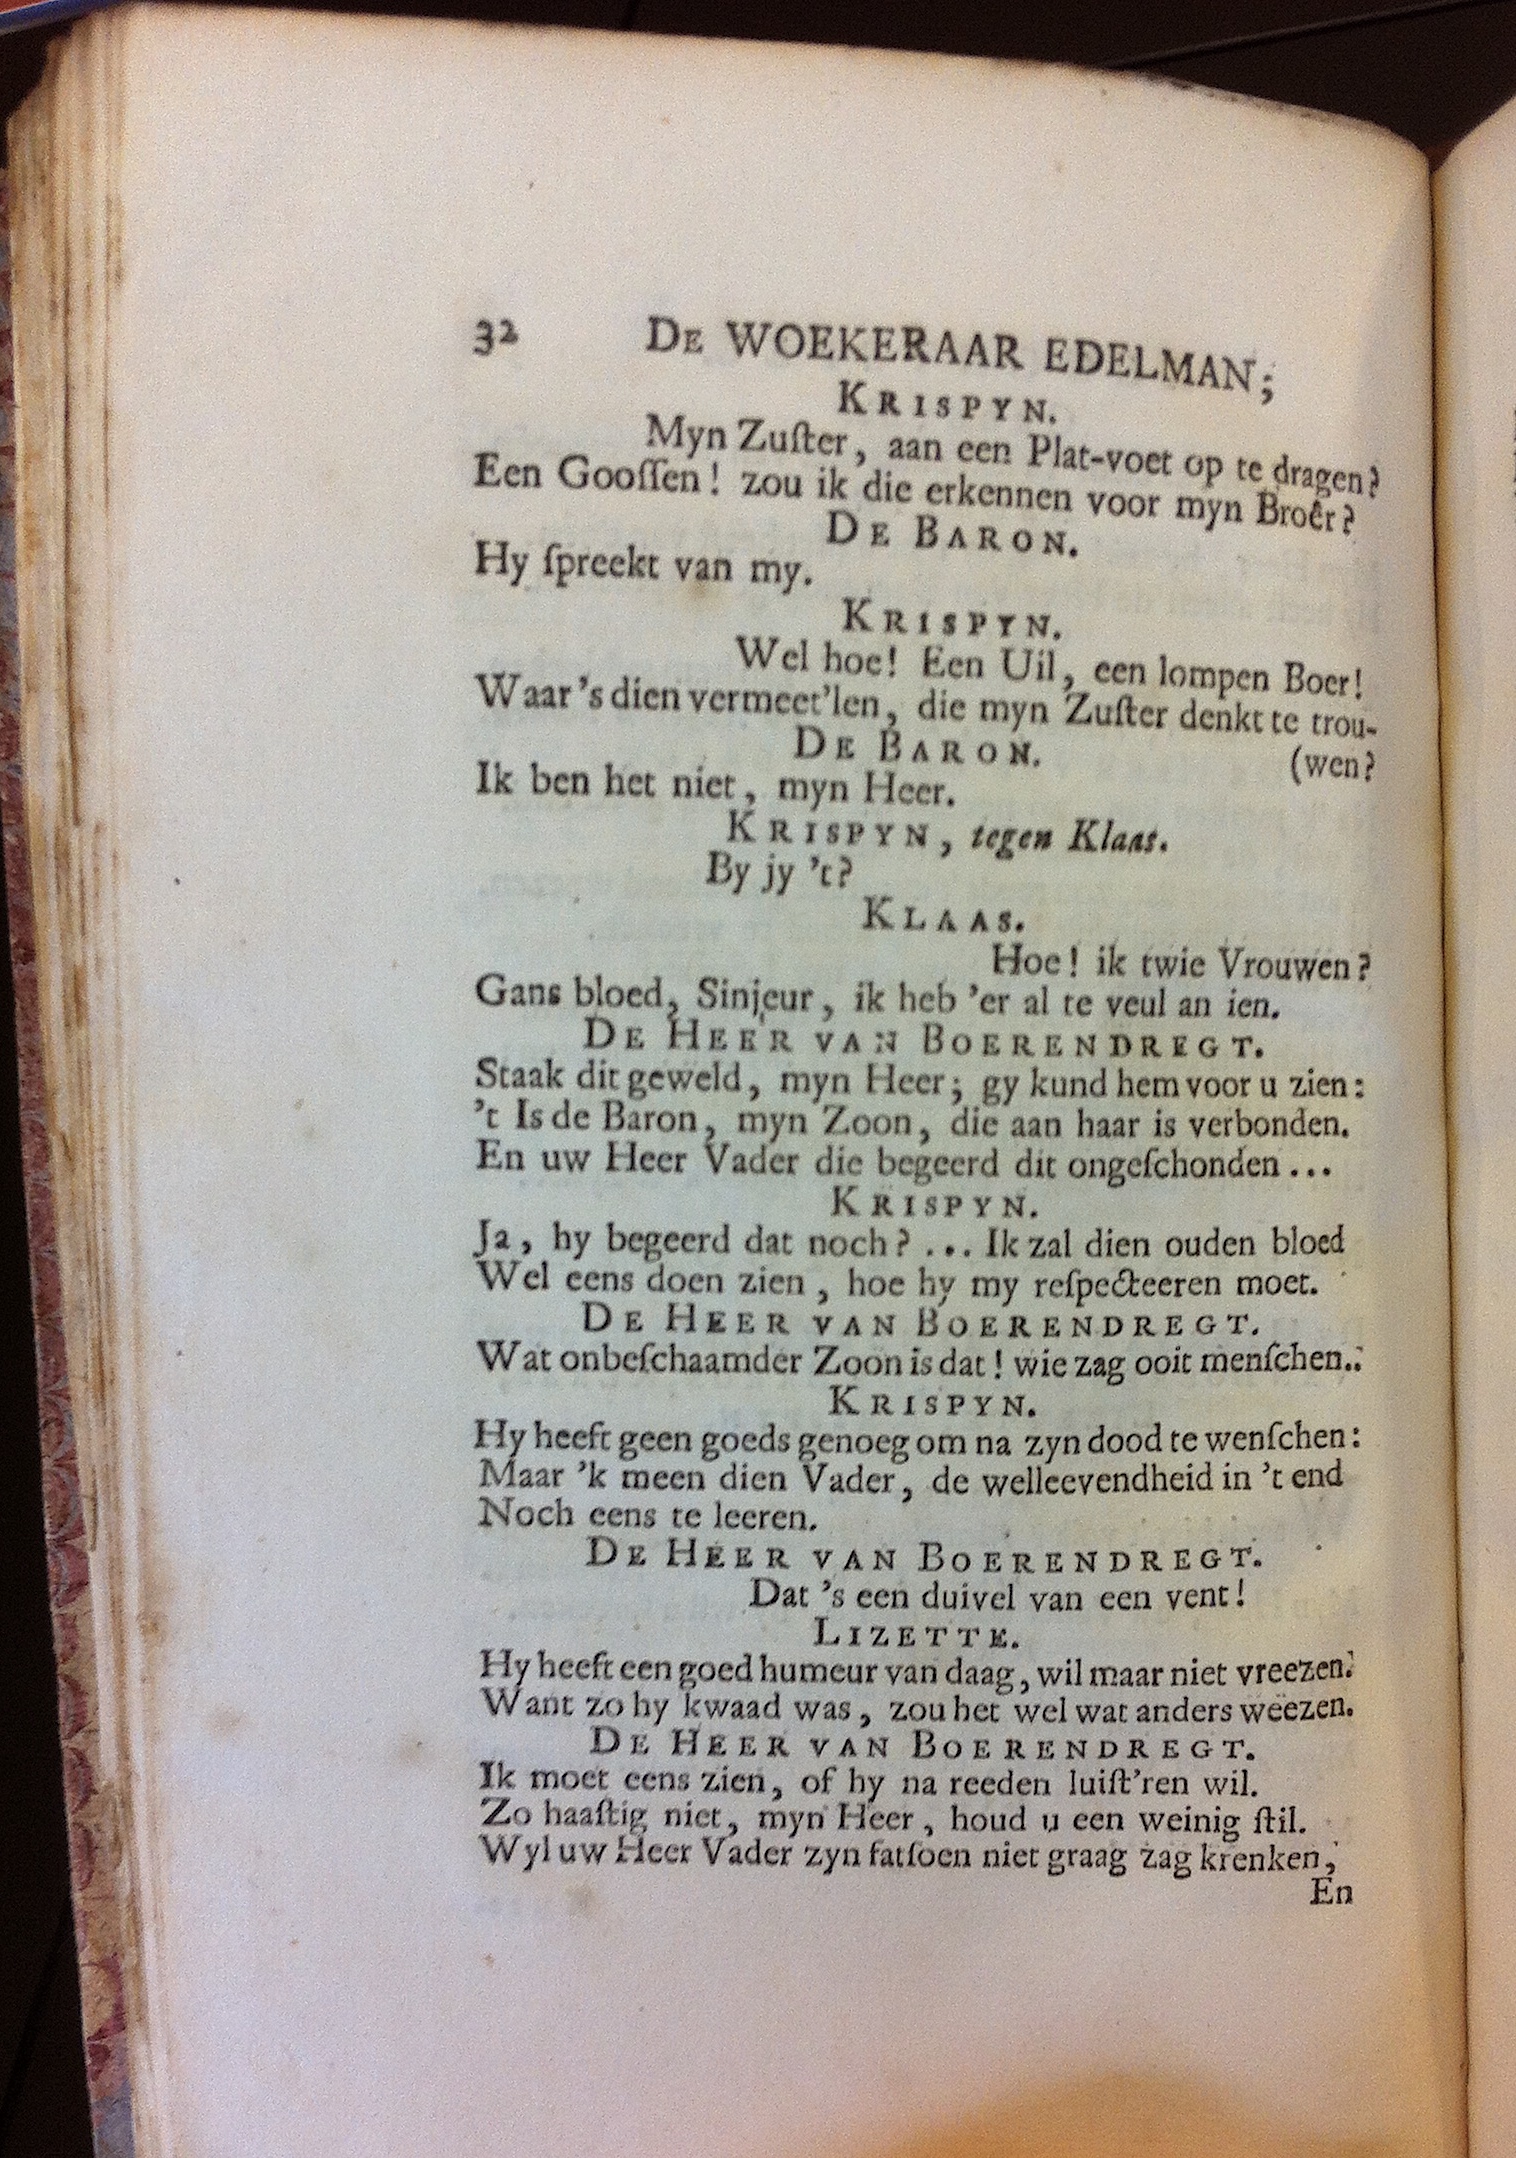 32 DE WOEKERAAR EDELMAN;
KRISPYN.
Myn Zuſter, aan een Plat-voet op te dragen?
Een Gooſſen! zou ik die erkennen voor myn Broêr?
DE BARON.
Hy ſpreekt van my.
KRISPYN.
Wel hoe! Een Uil, een lompen Boer!
Waar's dien vermeet'len, die myn Zuſter denkt te trou-
DE BARON. (wen?
Ik ben het niet, myn Heer.
KRISPYN, tegen Klaas.
By jy 't?
KLAAS.
Hoe! ik twie Vrouwen?
Gans bloed, Sinjeur, ik heb 'er al te veul an ien.
DE HEER VAN BOERENDREGT.
Staak dit geweld, myn Heer; gy kund hem voor u zien:
't Is de Baron, myn Zoon, die aan haar is verbonden.
En uw Heer Vader die begeerd dit ongeſchonden...
KRISPYN.
Ja, hy begeerd dat noch? ... Ik zal dien ouden bloed
Wel eens doen zien, hoe hy my reſpecteeren moet.
DE HEER VAN BOERENDREGT.
Wat onbeſchaamder Zoon is dat! wie zag ooit menſchen..
KRISPYN.
Hy heeft geen goeds genoeg om na zyn dood te wenſchen:
Maar 'k meen dien Vader, de welleevendheid in 't end
Noch eens te leeren.
DE HEER VAN BOERENDREGT.
Dat 's een duivel van een vent!
LIZETTE.
Hy heeft een goed humeur van daag, wil maar niet vreezen.
Want zo hy kwaad was, zou het wel wat anders weezen.
DE HEER VAN BOERENDREGT.
Ik moet eens zien, of hy na reeden luiſt'ren wil.
Zo haaſtig niet, myn Heer, houd u een weinig ſtil.
Wyl uw Heer Vader zyn fatſoen niet graag zag krenken,
En